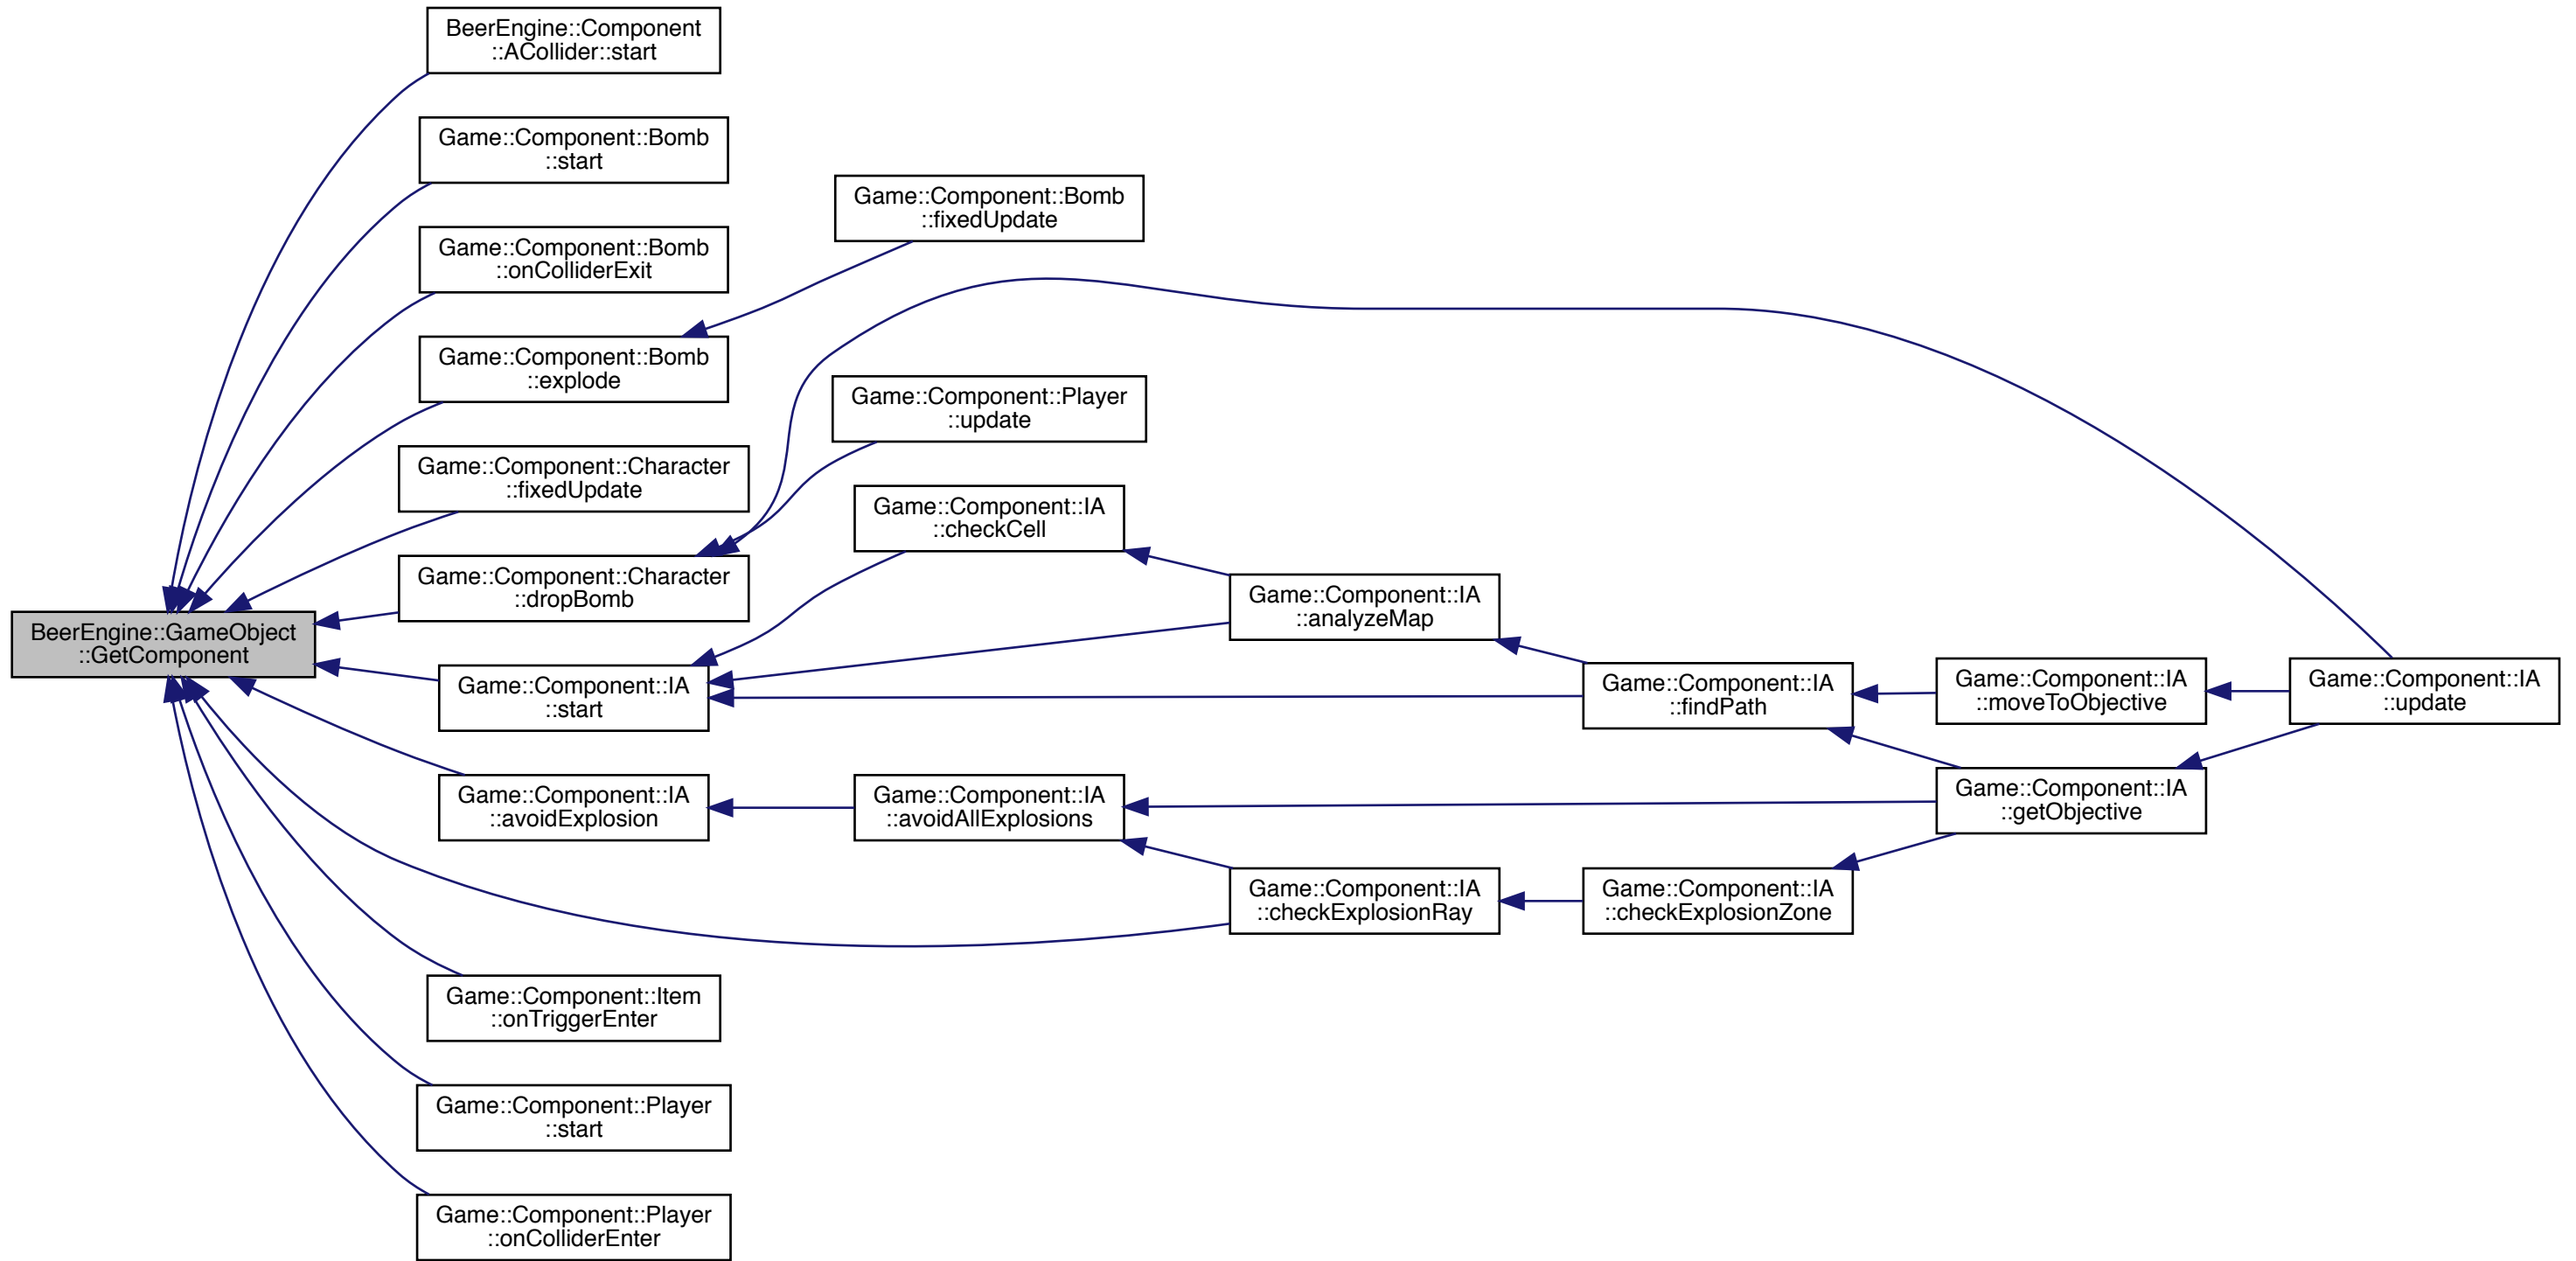 BeerEngine::Component
::ACollider::start
Game::Component::Bomb
::start
Game::Component::Bomb
::onColliderExit
Game::Component::Bomb
::explode
Game::Component::Bomb
::fixedUpdate
Game::Component::Character
::fixedUpdate
Game::Component::Character
::dropBomb
Game::Component::Player
::update
Game::Component::IA
::checkCell
BeerEngine::GameObject
::GetComponent
Game::Component::IA
::start
Game::Component::IA
::analyzeMap
Game::Component::IA
::findPath
Game::Component::IA
::moveToObjective
Game::Component::IA
::update
Game::Component::IA
::avoidExplosion
Game::Component::IA
::avoidAllExplosions
Game::Component::IA
::getObjective
Game::Component::IA
::checkExplosionRay
Game::Component::IA
::checkExplosionZone
Game::Component::Item
::onTriggerEnter
Game::Component::Player
::start
Game::Component::Player
::onColliderEnter